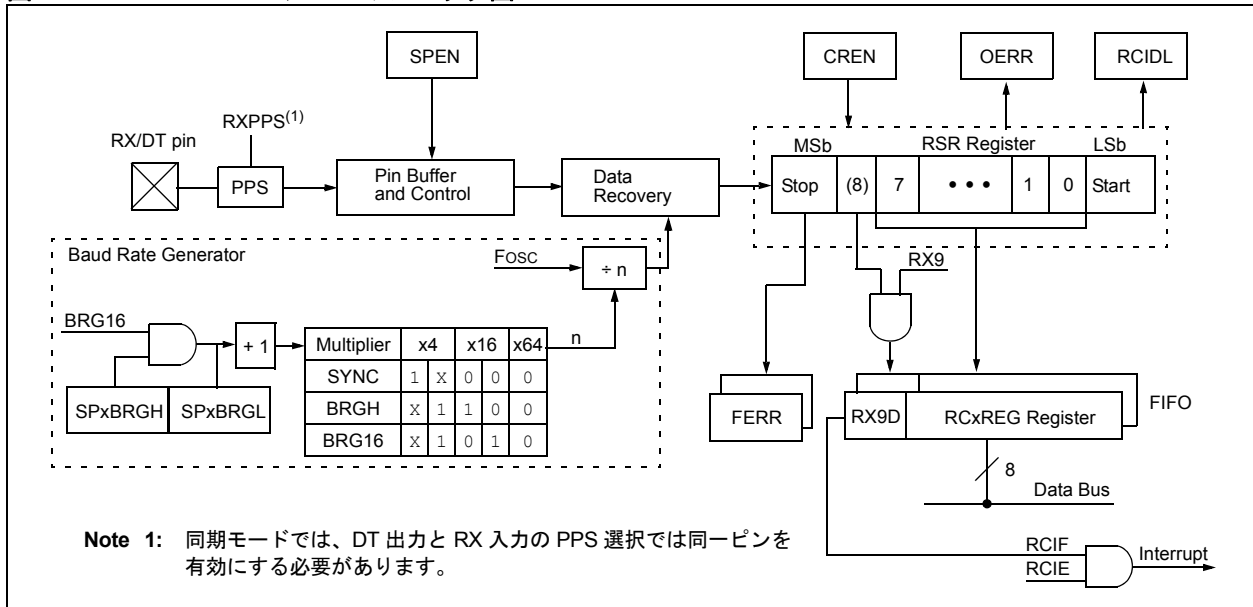 SPEN
CREN
OERR
RCIDL
RXPPS(1)
RX/DT pin
PPS
Pin Buffer
and Control
Data
Recovery
MSb
RSR Register
LSb
Stop (8) 7 • • • 1 0 Start
Baud Rate Generator
FOSC
÷ n
RX9
BRG16
+ 1
n
Multiplier x4 x16 x64
SYNC 1 X 0 0 0
BRGH X 1 1 0 0
BRG16 X 1 0 1 0
SPxBRGH SPxBRGL
FERR
RX9D
RCxREG Register
FIFO
8
Data Bus
Note 1: 同期モードでは、DT 出力と RX 入力の PPS 選択では同一ピンを
有効にする必要があります。
RCIF
RCIE
Interrupt